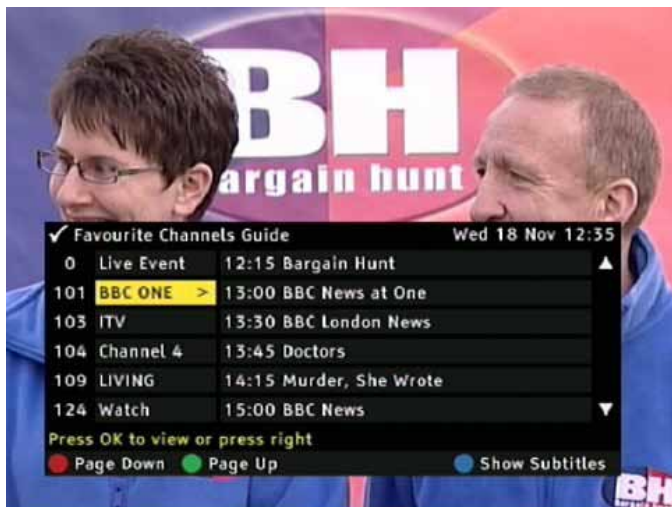 BH
bargain hunt
✓ Favourite Channels Guide Wed 18 Nov 12:35
0 Live Event 12:15 Bargain Hunt
101 BBC ONE > 13:00 BBC News at One
103 ITV 13:30 BBC London News
104 Channel 4 13:45 Doctors
109 LIVING 14:15 Murder, She Wrote
124 Watch 15:00 BBC News
Press OK to view or press right
Page Down Page Up Show Subtitles
BH
bargain hunt